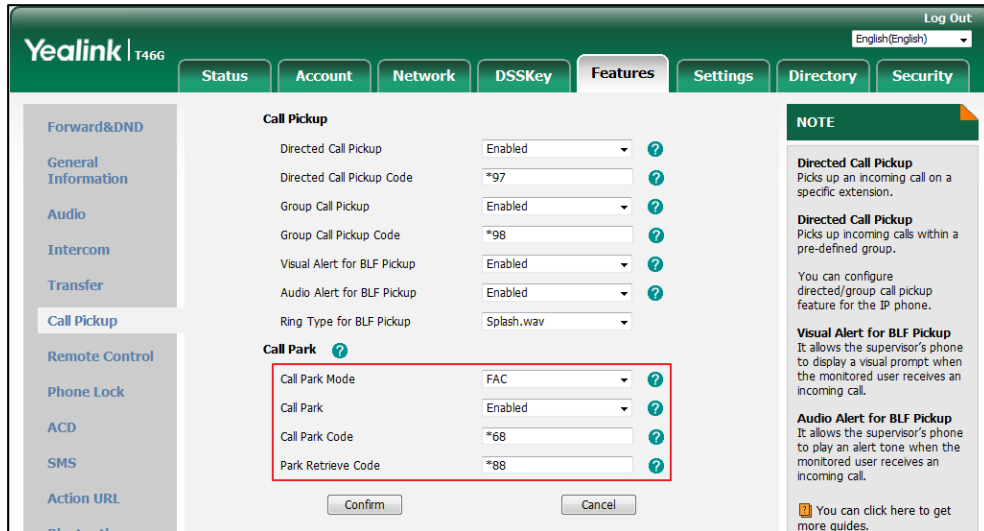 Log Out
English(English)
Yealink T46G
Status Account Network DSSKey Features Settings Directory Security
Forward&DND
General
Information
Audio
Intercom
Transfer
Call Pickup
Remote Control
Phone Lock
ACD
SMS
Action URL
Call Pickup
Directed Call Pickup Enabled ?
Directed Call Pickup Code *97 ?
Group Call Pickup Enabled ?
Group Call Pickup Code *98 ?
Visual Alert for BLF Pickup Enabled ?
Audio Alert for BLF Pickup Enabled ?
Ring Type for BLF Pickup Splash.wav
Call Park ?
Call Park Mode FAC ?
Call Park Enabled ?
Call Park Code *68 ?
Park Retrieve Code *88 ?
Confirm Cancel
NOTE
Directed Call Pickup
Picks up an incoming call on a
specific extension.
Directed Call Pickup
Picks up incoming calls within a
pre-defined group.
You can configure
directed/group call pickup
feature for the IP phone.
Visual Alert for BLF Pickup
It allows the supervisor's phone
to display a visual prompt when
the monitored user receives an
incoming call.
Audio Alert for BLF Pickup
It allows the supervisor's phone
to play an alert tone when the
monitored user receives an
incoming call.
? You can click here to get
more guides.